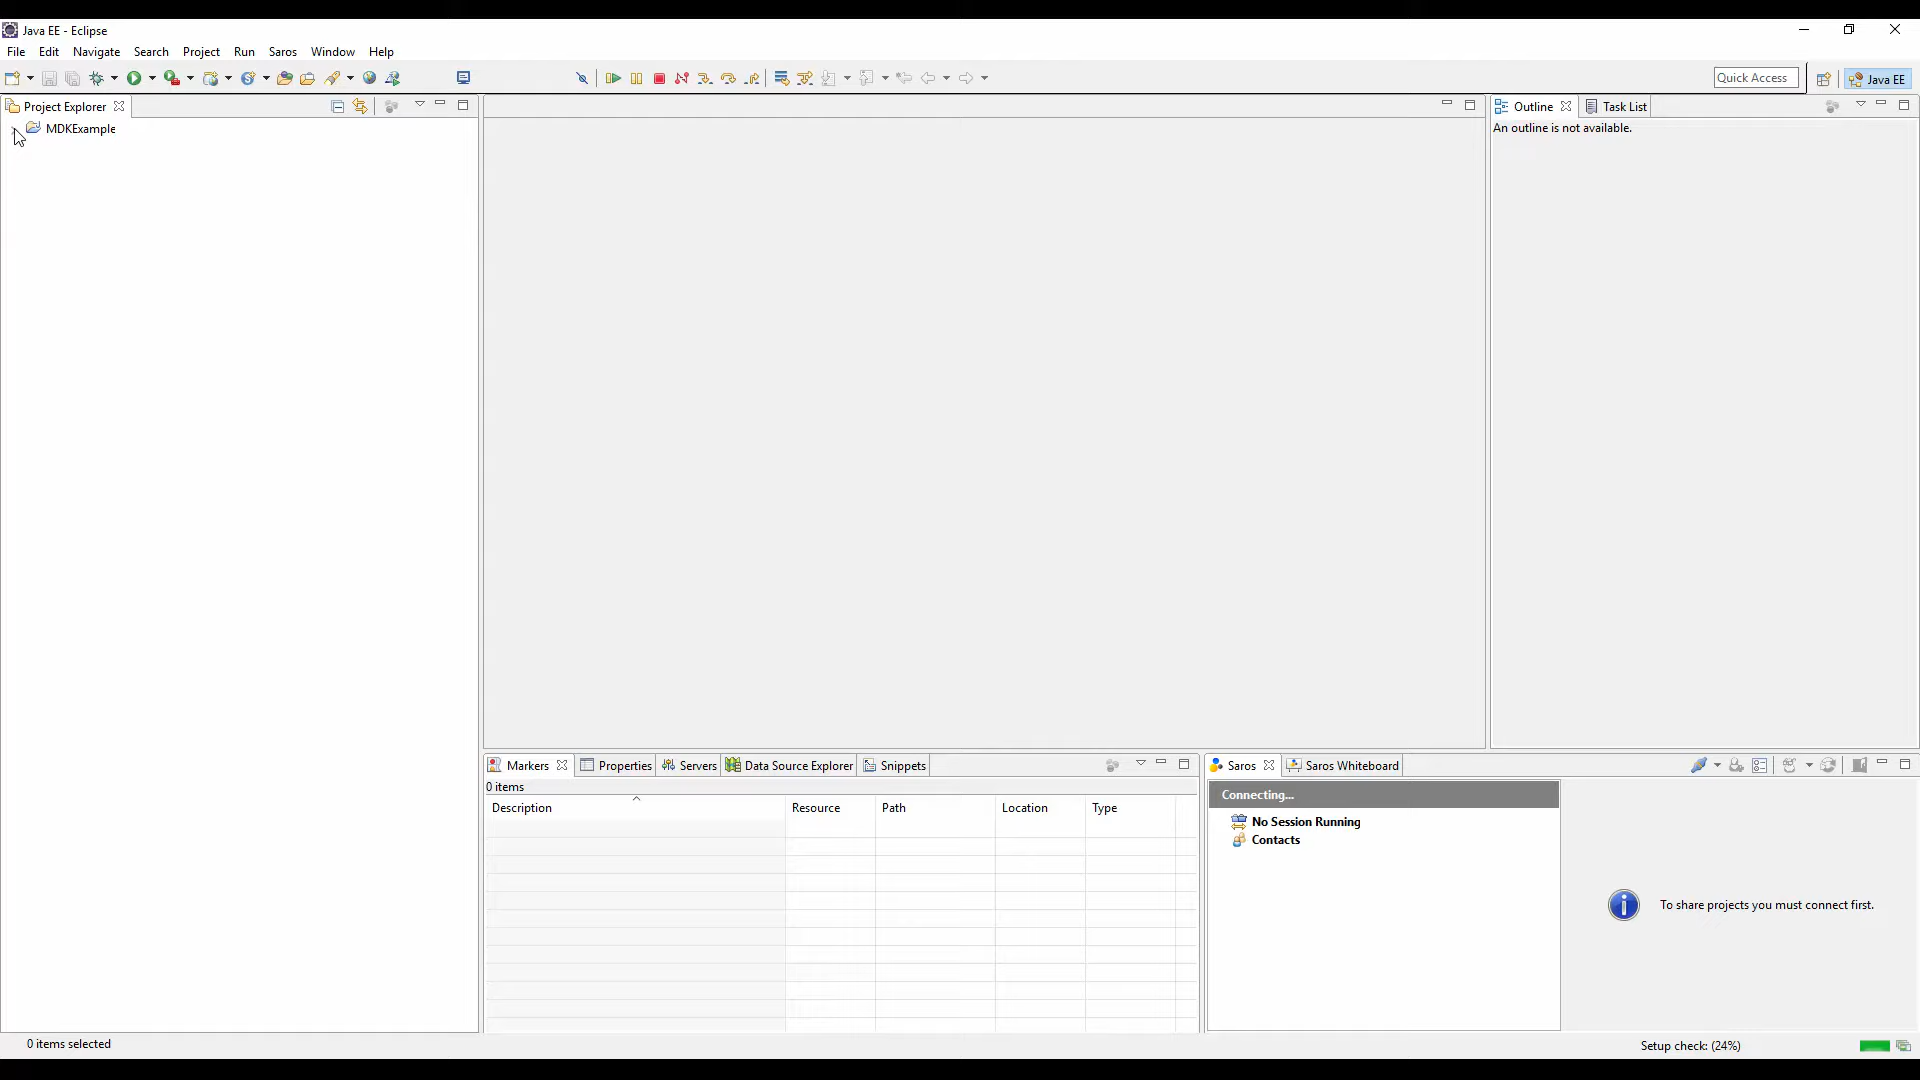 Java EE - Eclipse
File Edit Navigate Search Project Run Saros Window Help
Quick Access
Java EE
Project Explorer
MDKExample
Outline
Task List
An outline is not available.
Markers
Properties
Servers
Data Source Explorer
Snippets
0 items
Description Resource Path Location Type
Saros
Saros Whiteboard
Connecting...
No Session Running
Contacts
To share projects you must connect first.
0 items selected
Setup check: (24%)